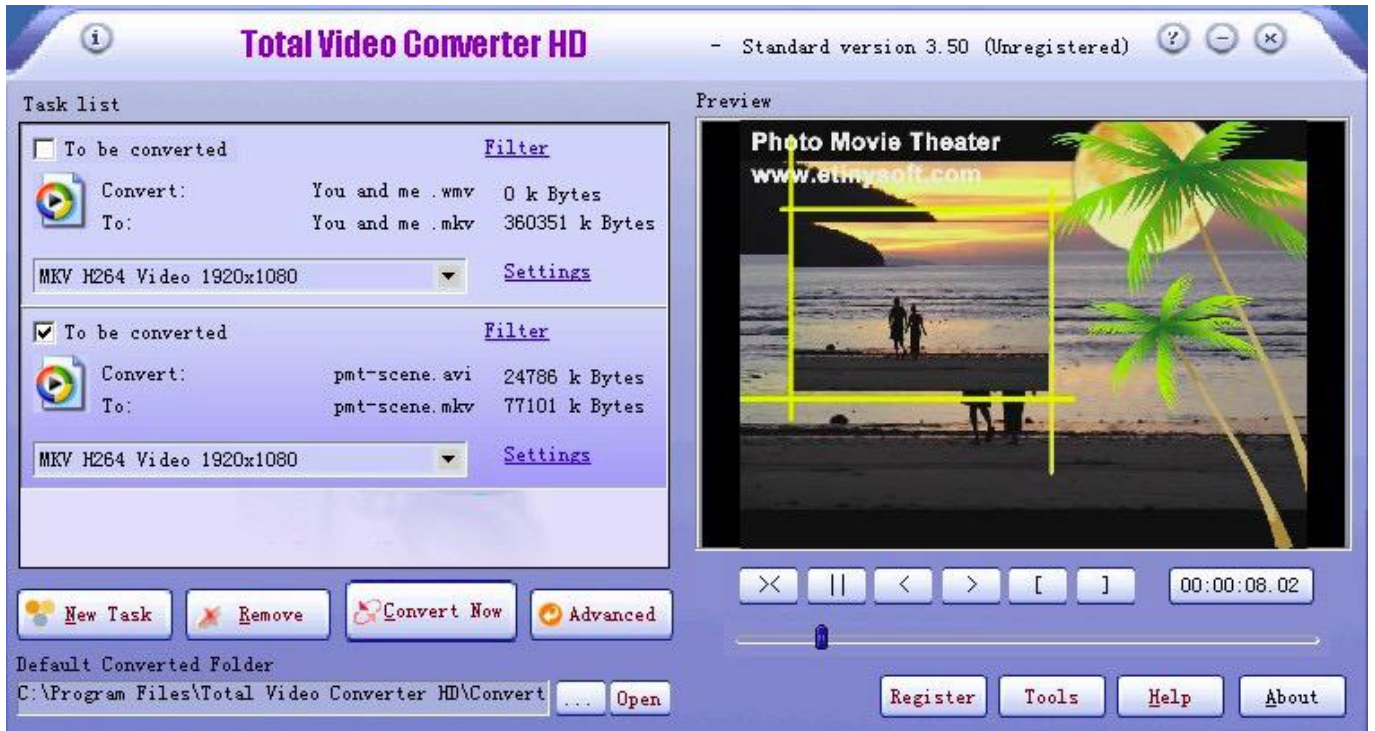 Total Video Converter HD - Standard version 3.50 (Unregistered)
Task list
To be converted Filter
Convert: You and me .wmv 0 k Bytes
To: You and me .mkv 360351 k Bytes
MKV H264 Video 1920x1080 Settings
To be converted Filter
Convert: pmt-scene.avi 24786 k Bytes
To: pmt-scene.mkv 77101 k Bytes
MKV H264 Video 1920x1080 Settings
New Task Remove Convert Now Advanced
Default Converted Folder
C:\Program Files\Total Video Converter HD\Convert ... Open
Preview
Photo Movie Theater
www.etinysoft.com
>< || < > [ ] 00:00:08.02
Register Tools Help About